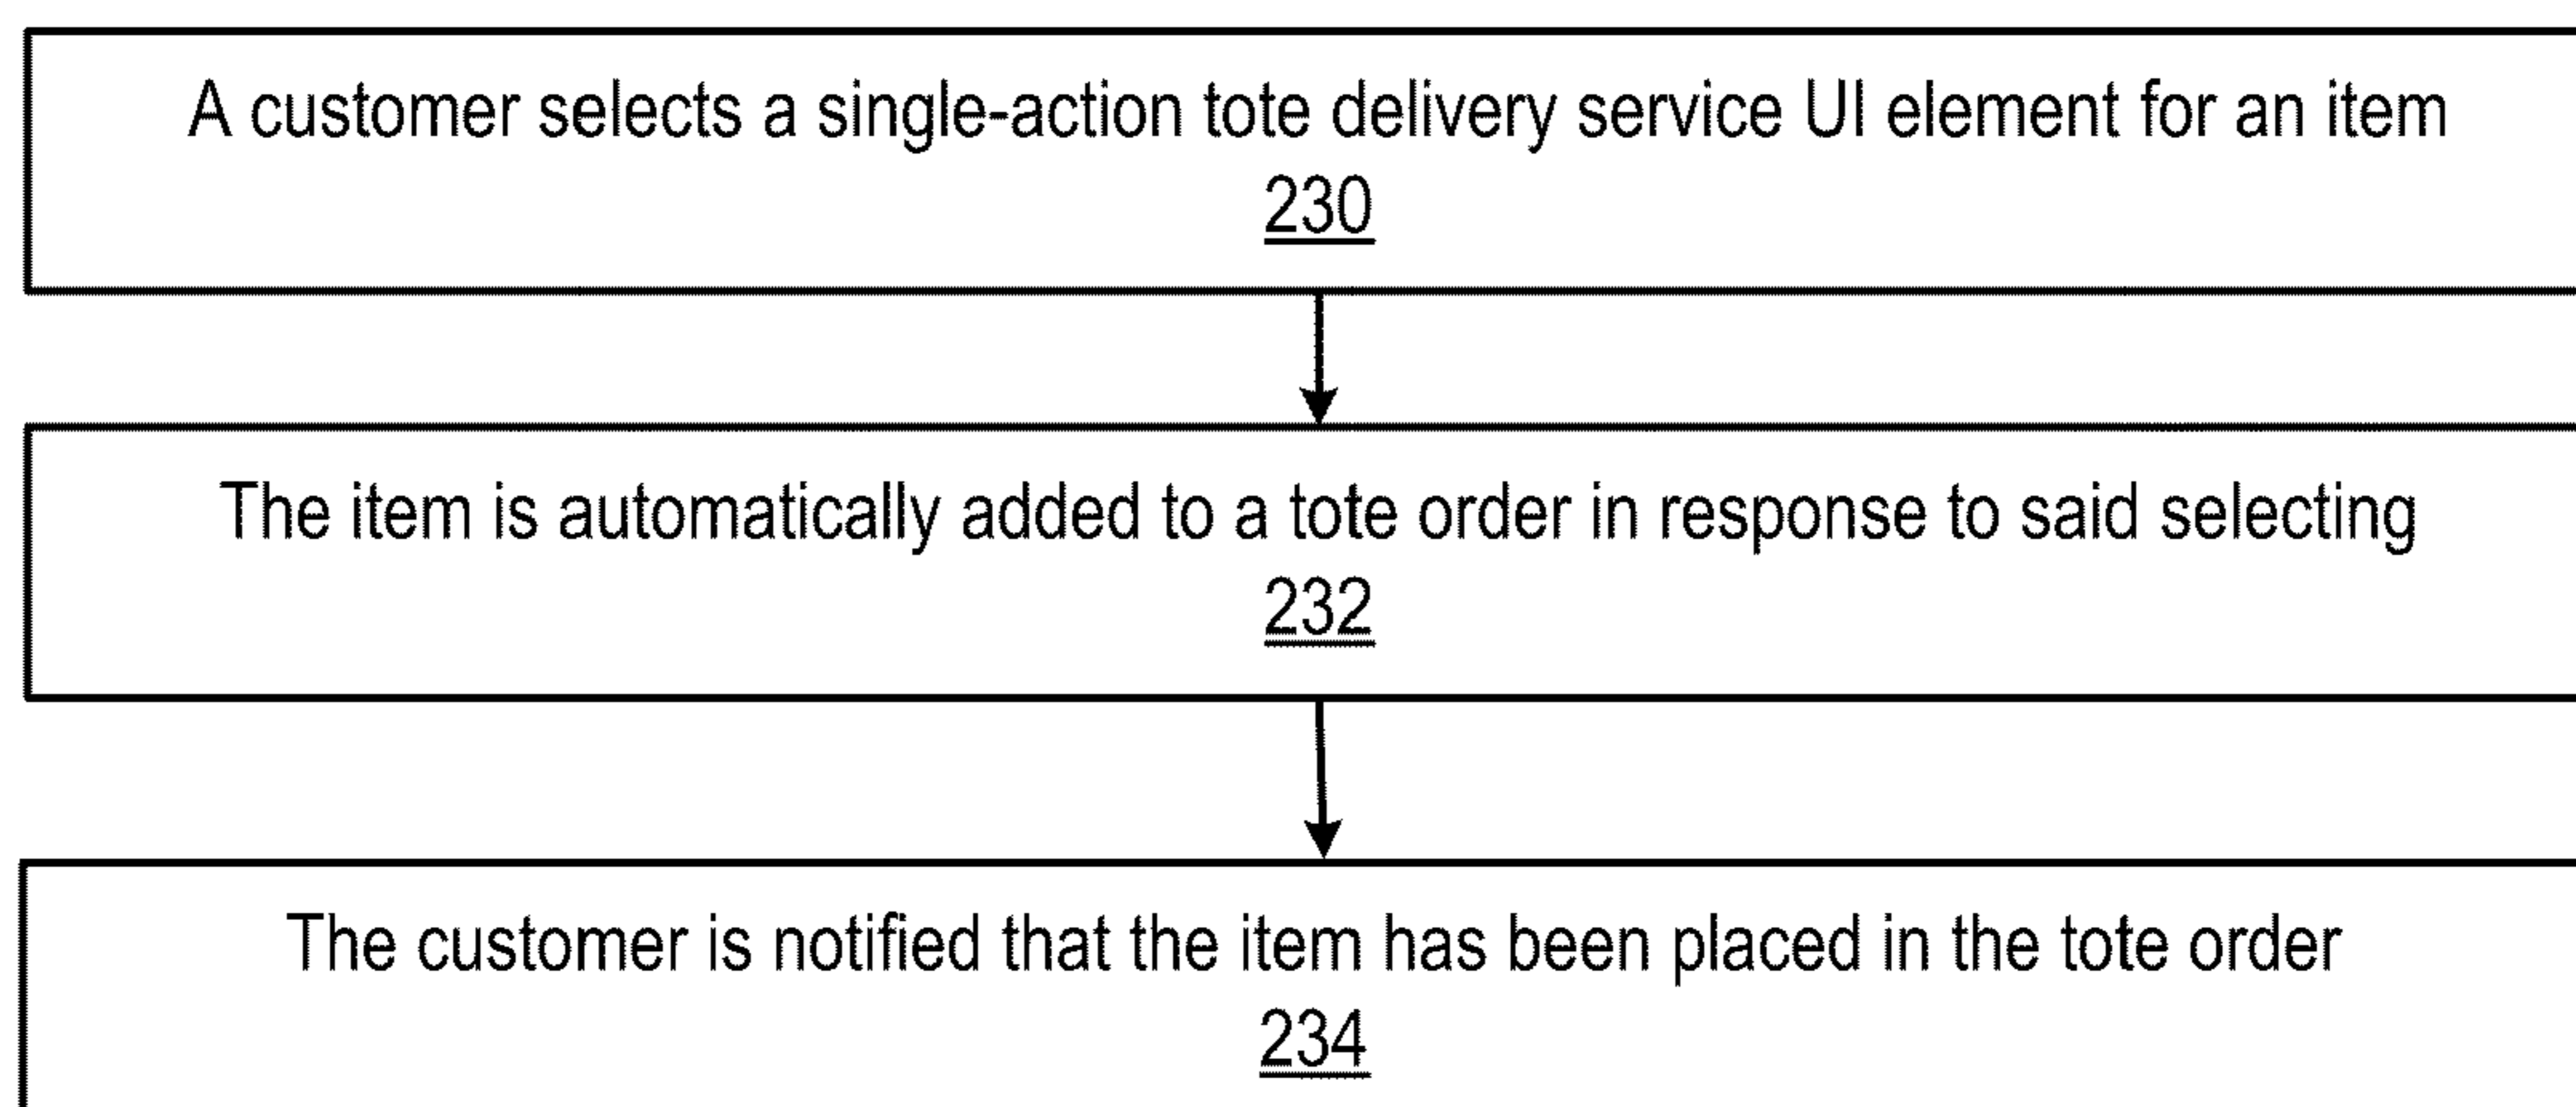 A customer selects a single-action tote delivery service UI element for an item
230
The item is automatically added to a tote order in response to said selecting
232
The customer is notified that the item has been placed in the tote order
234